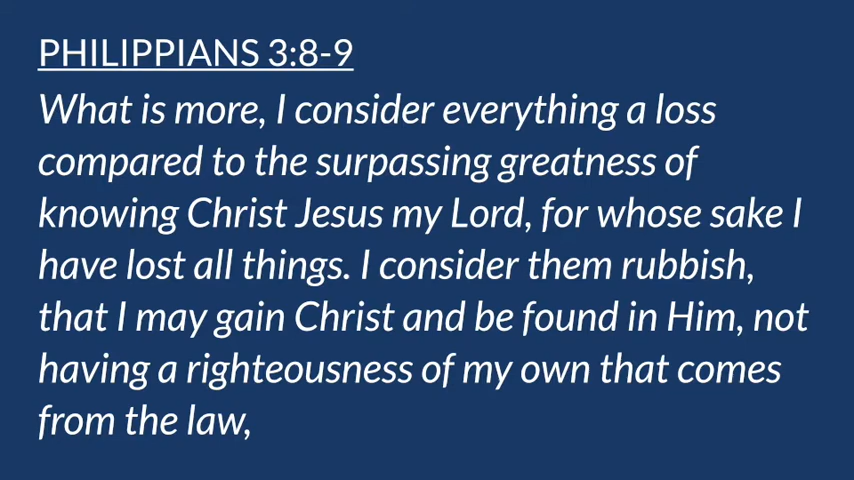 PHILIPPIANS 3:8-9
What is more, I consider everything a loss
compared to the surpassing greatness of
knowing Christ Jesus my Lord, for whose sake I
have lost all things. I consider them rubbish,
that I may gain Christ and be found in Him, not
having a righteousness of my own that comes
from the law,